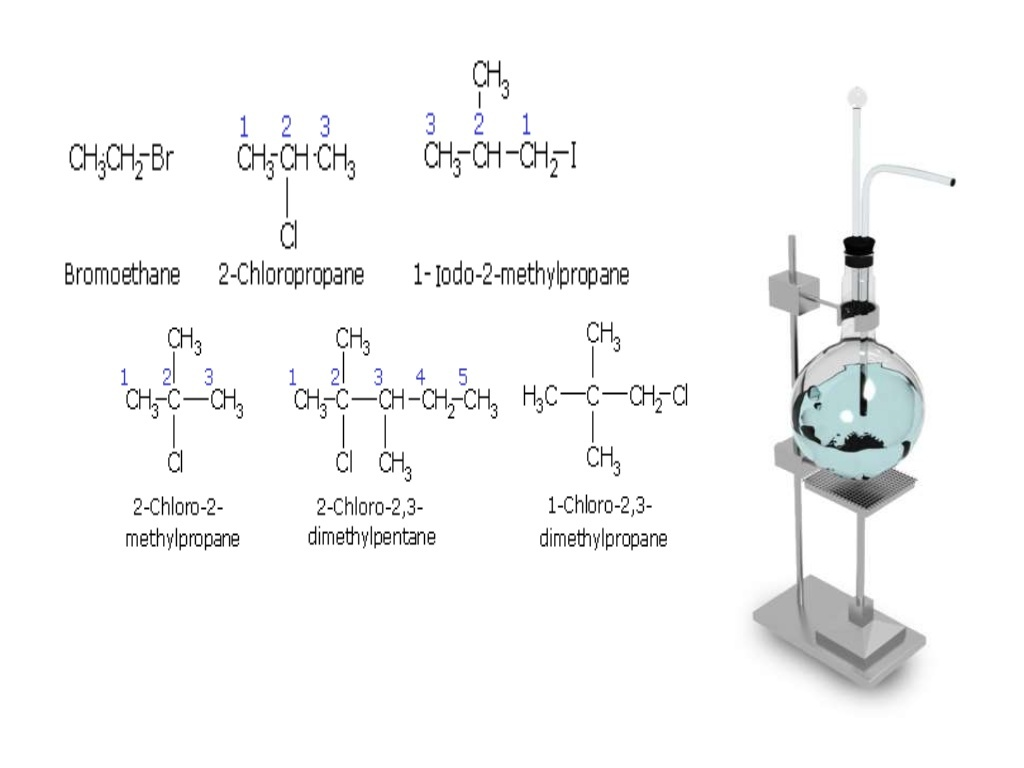 CH3
1 2 3
3 2 1
CH3CH2-Br
CH3-CH-CH3
CH3-CH-CH2-I
Cl
Bromoethane
2-Chloropropane
1- Iodo-2-methylpropane
CH3
CH3
CH3
1 2 3
1 2 3 4 5
CH3-C-CH3
CH3-C-CH-CH2-CH3
H3C-C-CH2-Cl
Cl
Cl CH3
CH3
2-Chloro-2-
methylpropane
2-Chloro-2,3-
dimethylpentane
1-Chloro-2,3-
dimethylpropane